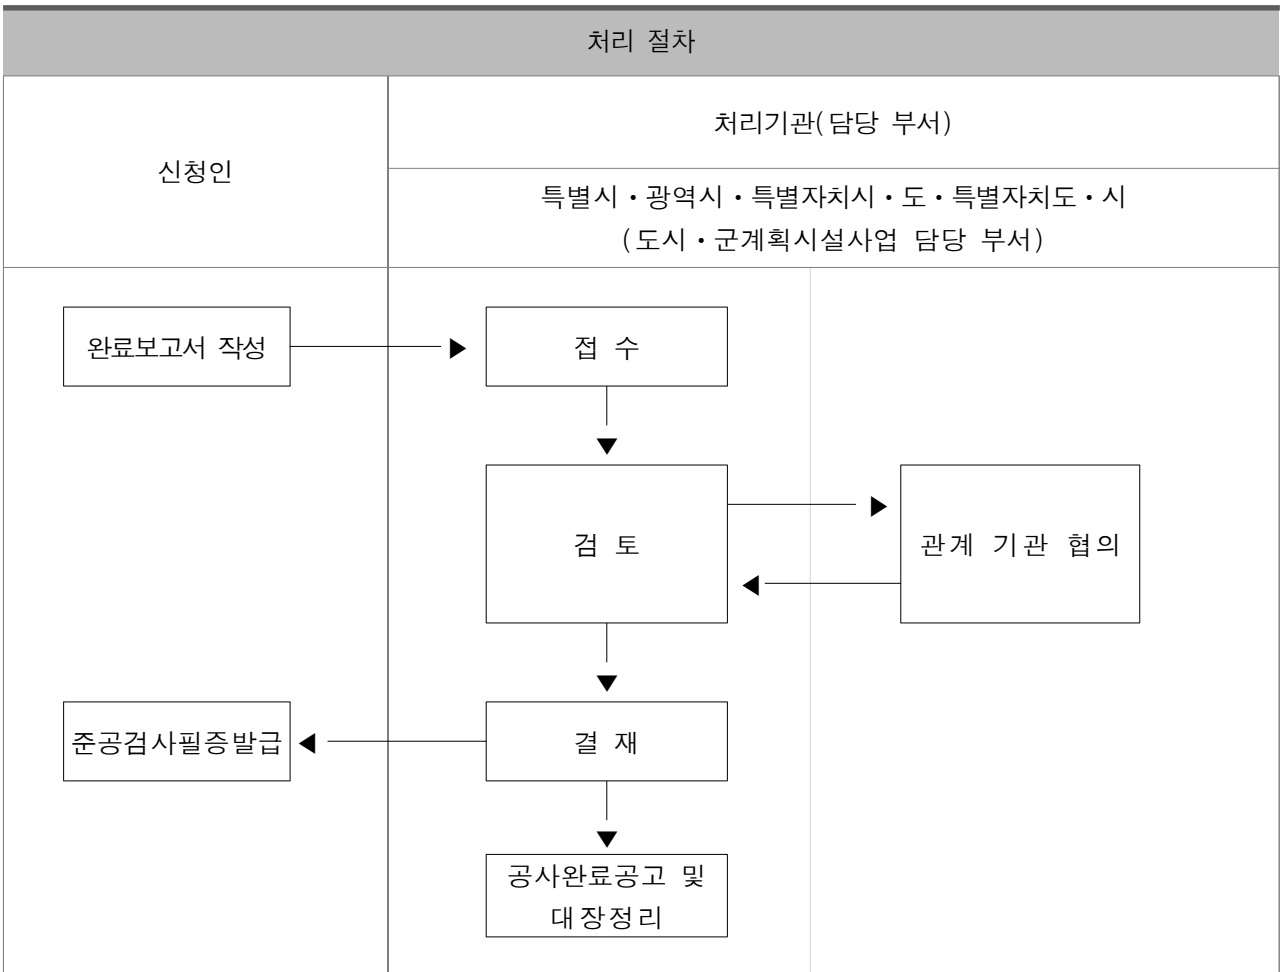 처리 절차
신청인
처리기관(담당 부서)
특별시・광역시・특별자치시・도・특별자치도・시
(도시・군계획시설사업 담당 부서)
완료보고서 작성
접 수
검 토
관계 기관 협의
준공검사필증발급
결 재
공사완료공고 및
대장정리